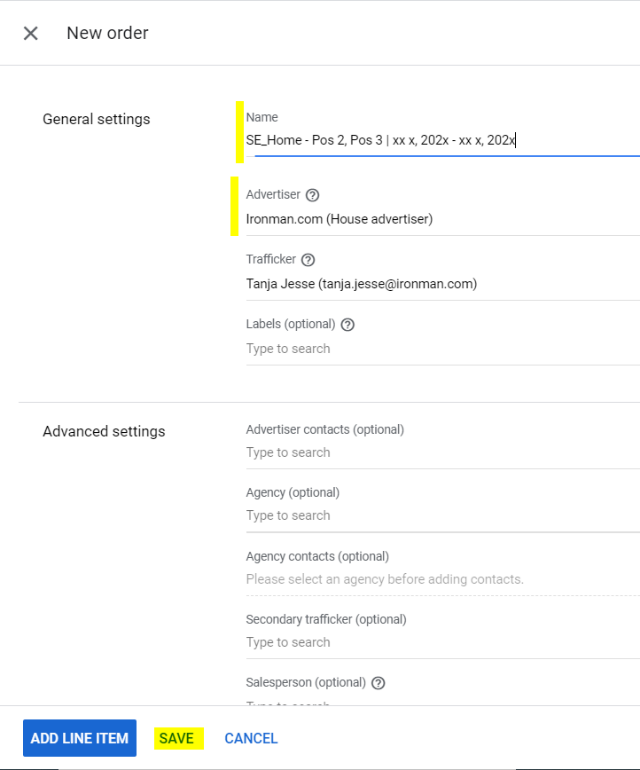 New order
General settings
Name
SE_Home - Pos 2, Pos 3 | xx x, 202x - xx x, 202x
Advertiser
Ironman.com (House advertiser)
Trafficker
Tanja Jesse (tanja.jesse@ironman.com)
Labels (optional)
Type to search
Advanced settings
Advertiser contacts (optional)
Type to search
Agency (optional)
Type to search
Agency contacts (optional)
Please select an agency before adding contacts.
Secondary trafficker (optional)
Type to search
Salesperson (optional)
Type to search
ADD LINE ITEM SAVE CANCEL